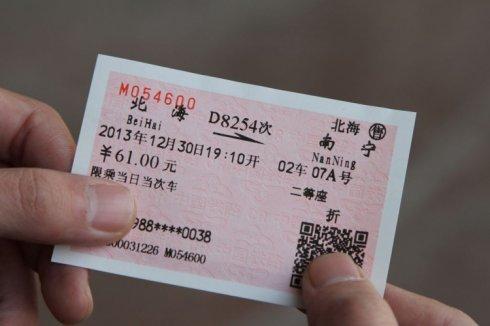 M054600 北海 ㊞
北海 D8254次 南宁
BeiHai NanNing
2013年12月30日19:10开 02车 07A号
￥61.00元 二等座
限乘当日当次车 折
988****0038
00031226 M054600